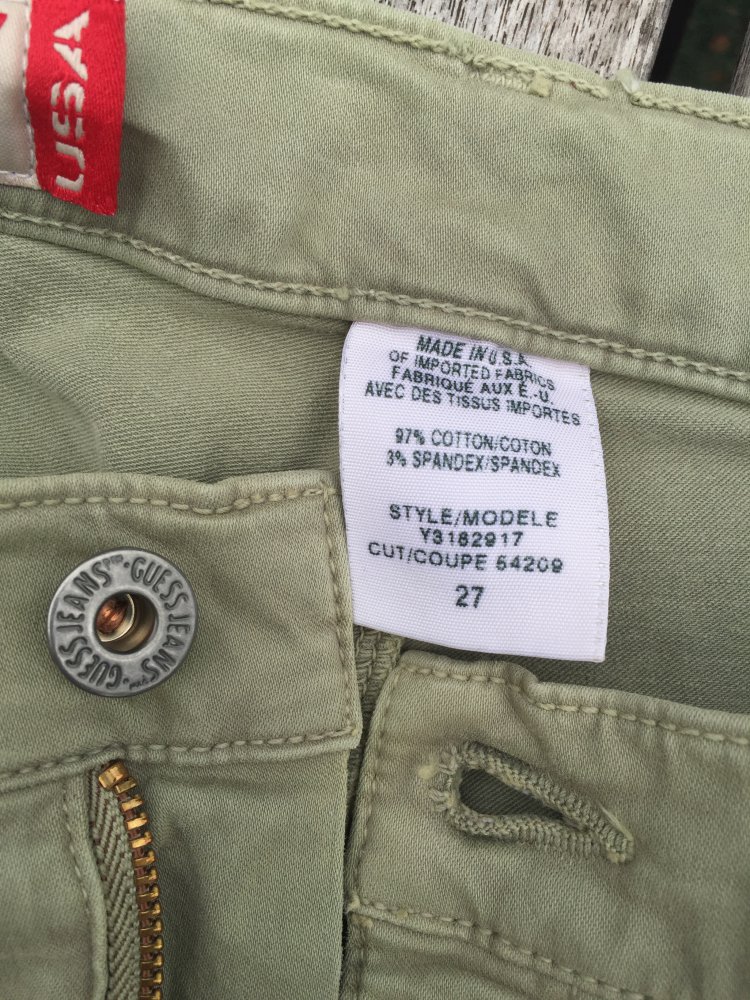 USA
MADE IN U.S.A.
OF IMPORTED FABRICS
FABRIQUÉ AUX É.-U.
AVEC DES TISSUS IMPORTÉS
97% COTTON/COTON
3% SPANDEX/SPANDEX
STYLE/MODELE
Y3162917
CUT/COUPE 54209
27
GUESS JEANS
GUESS JEANS